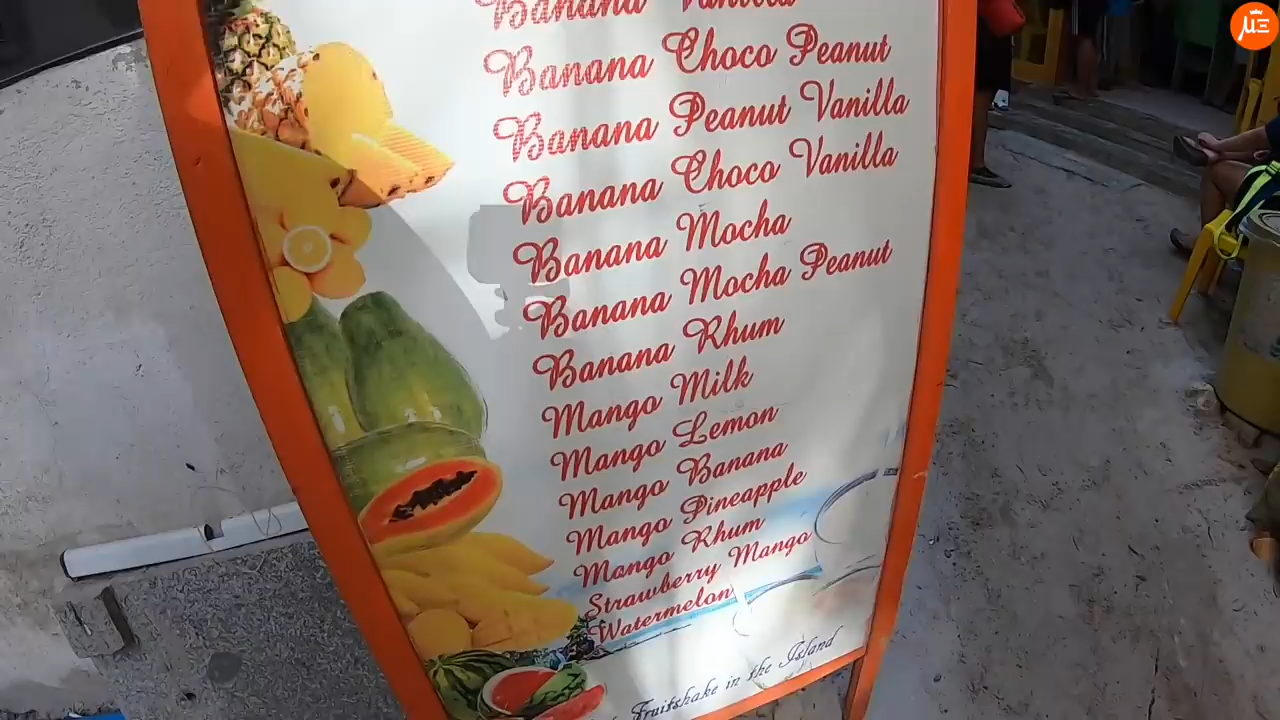 Banana Vanilla
Banana Choco Peanut
Banana Peanut Vanilla
Banana Choco Vanilla
Banana Mocha
Banana Mocha Peanut
Banana Rhum
Mango Milk
Mango Lemon
Mango Banana
Mango Pineapple
Mango Rhum
Strawberry Mango
Watermelon
Fruitshake in the Island